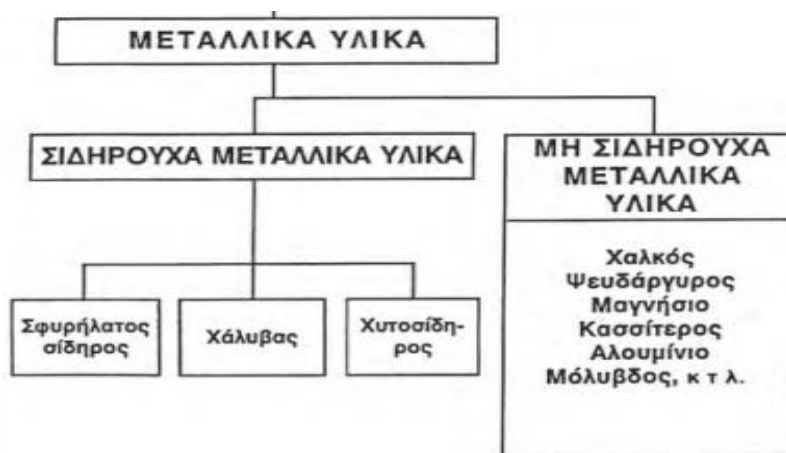 ΜΕΤΑΛΛΙΚΑ ΥΛΙΚΑ
ΣΙΔΗΡΟΥΧΑ ΜΕΤΑΛΛΙΚΑ ΥΛΙΚΑ
ΜΗ ΣΙΔΗΡΟΥΧΑ
ΜΕΤΑΛΛΙΚΑ
ΥΛΙΚΑ
Σφυρήλατος
σίδηρος
Χάλυβας
Χυτοσίδη-
ρος
Χαλκός
Ψευδάργυρος
Μαγνήσιο
Κασσίτερος
Αλουμίνιο
Μόλυβδος, κ τ λ.